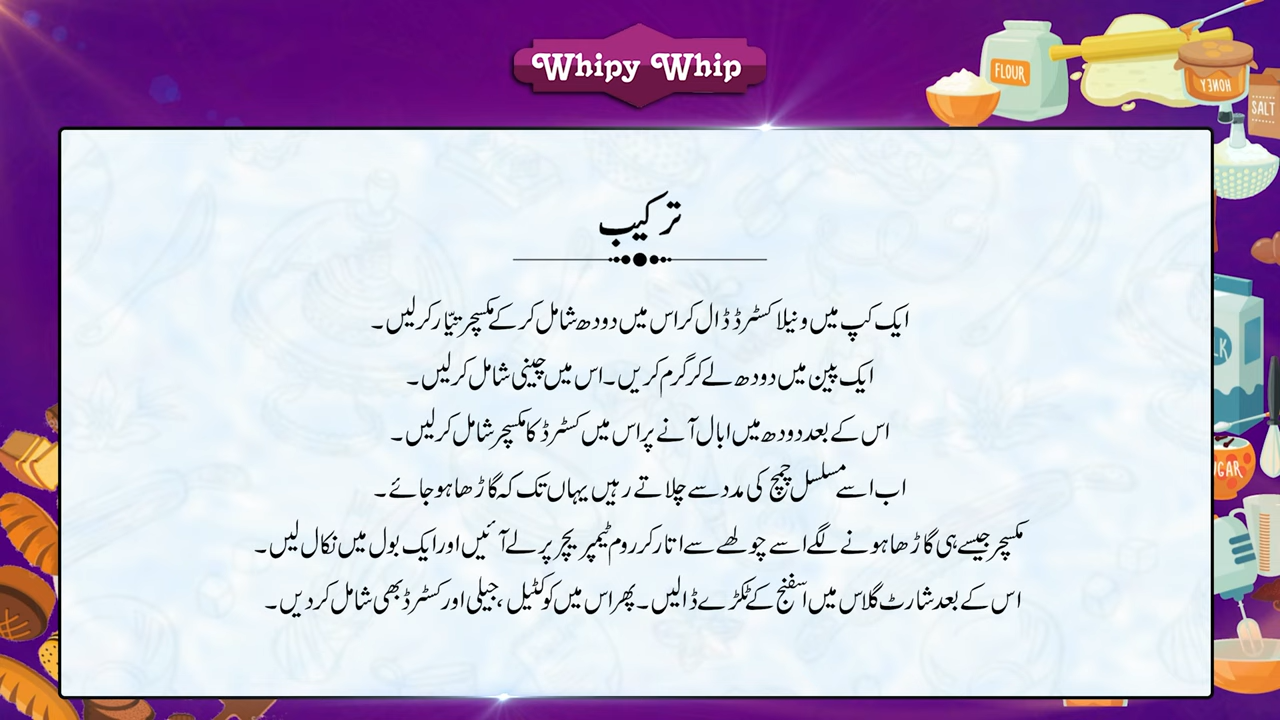 Whipy Whip
FLOUR
HONEY
SALT
ترکیب
ایک کپ میں ونیلا کسٹرڈ ڈال کر اس میں دودھ شامل کر کے مکسچر تیّار کر لیں۔
ایک پین میں دودھ لے کر گرم کریں۔ اس میں چینی شامل کر لیں۔
اس کے بعد دودھ میں ابال آنے پر اس میں کسٹرڈ کا مکسچر شامل کر لیں۔
اب اسے مسلسل چمچ کی مدد سے چلاتے رہیں یہاں تک کہ گاڑھا ہو جائے۔
مکسچر جیسے ہی گاڑھا ہونے لگے اسے چولھے سے اتار کر روم ٹیمپریچر پر لے آئیں اور ایک بول میں نکال لیں۔
اس کے بعد شارٹ گلاس میں اسفنج کے ٹکڑے ڈالیں۔ پھر اس میں کوکٹیل، جیلی اور کسٹرڈ بھی شامل کر دیں۔
LK
UGAR